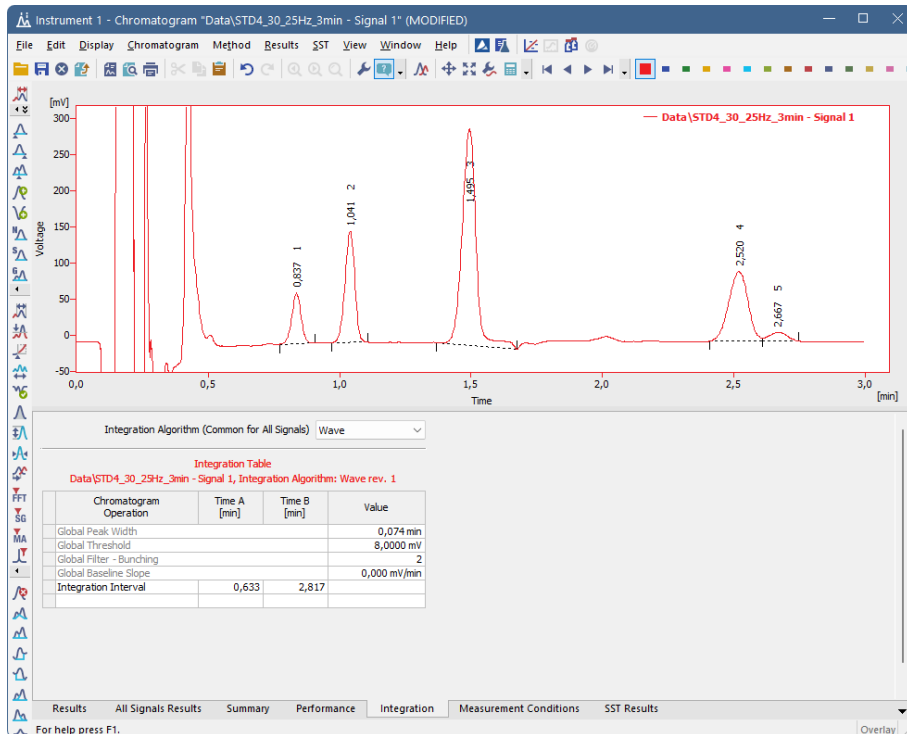 Instrument 1 - Chromatogram "Data\STD4_30_25Hz_3min - Signal 1" (MODIFIED)
File Edit Display Chromatogram Method Results SST View Window Help
[mV]
Data\STD4_30_25Hz_3min - Signal 1
300
250
200
150
100
50
0
-50
Voltage
0,837 1
1,041 2
1,495 3
2,520 4
2,667 5
0,0 0,5 1,0 1,5 2,0 2,5 3,0
Time
[min]
Integration Algorithm (Common for All Signals) Wave
Integration Table
Data\STD4_30_25Hz_3min - Signal 1, Integration Algorithm: Wave rev. 1
Chromatogram Operation Time A [min] Time B [min] Value
Global Peak Width 0,074 min
Global Threshold 8,0000 mV
Global Filter - Bunching 2
Global Baseline Slope 0,000 mV/min
Integration Interval 0,633 2,817
FFT
SG
MA
Results All Signals Results Summary Performance Integration Measurement Conditions SST Results
For help press F1. Overlay